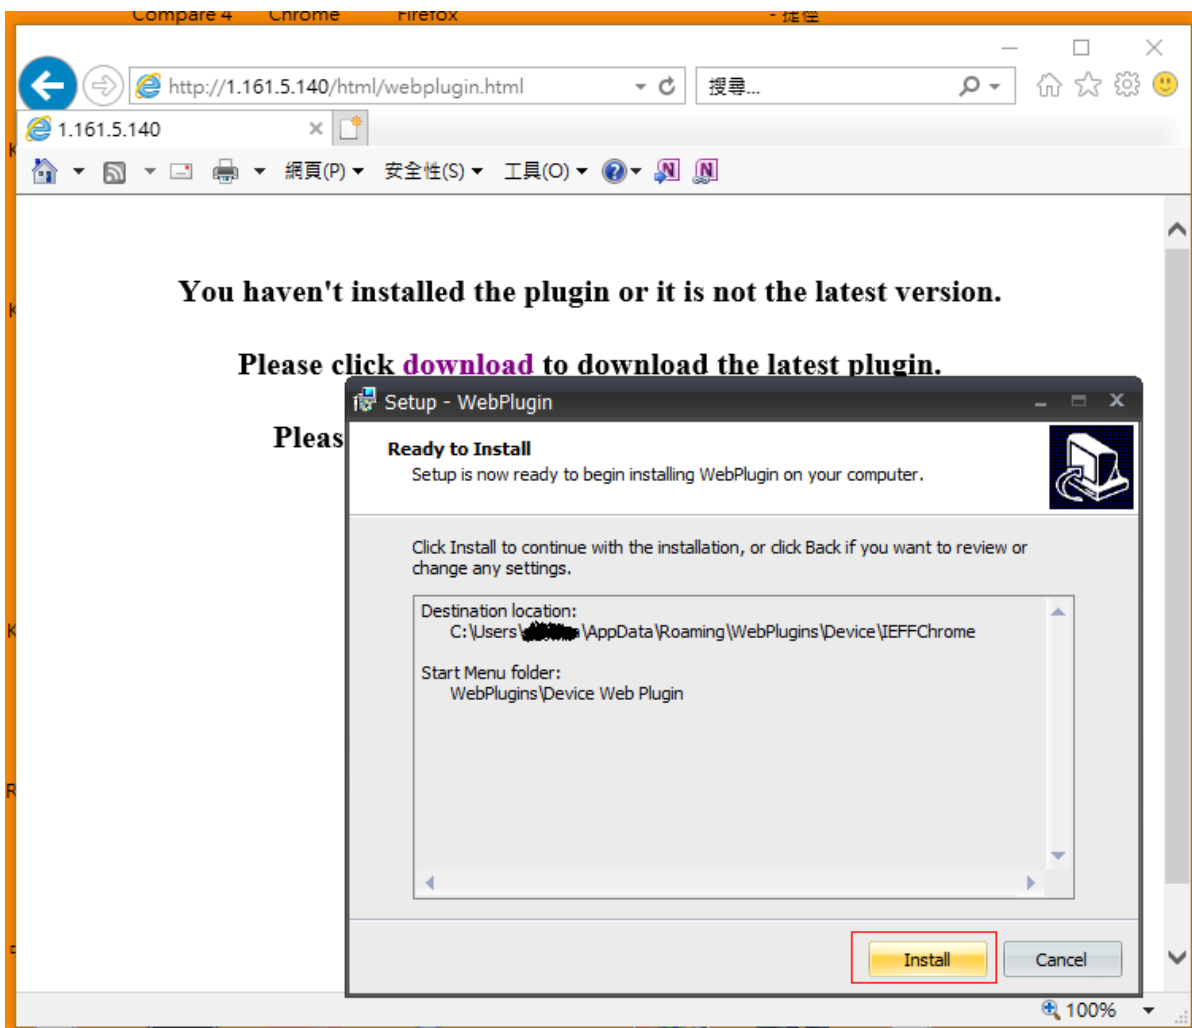 Compare 4 Chrome Firefox - 捷徑
http://1.161.5.140/html/webplugin.html 搜尋...
1.161.5.140
網頁(P) 安全性(S) 工具(O)
You haven't installed the plugin or it is not the latest version.
Please click download to download the latest plugin.
Pleas
Setup - WebPlugin
Ready to Install
Setup is now ready to begin installing WebPlugin on your computer.
Click Install to continue with the installation, or click Back if you want to review or
change any settings.
Destination location:
C:\Users\ \AppData\Roaming\WebPlugins\Device\IEFFChrome
Start Menu folder:
WebPlugins\Device Web Plugin
Install Cancel
100%